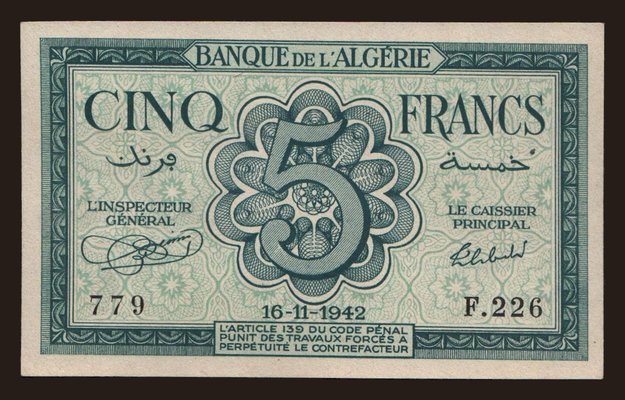 BANQUE DE L'ALGÉRIE
CINQ FRANCS
5
خمسة فرنك
L'INSPECTEUR
GÉNÉRAL
LE CAISSIER
PRINCIPAL
779
16-11-1942
F.226
L'ARTICLE 139 DU CODE PÉNAL
PUNIT DES TRAVAUX FORCÉS A
PERPÉTUITÉ LE CONTREFACTEUR